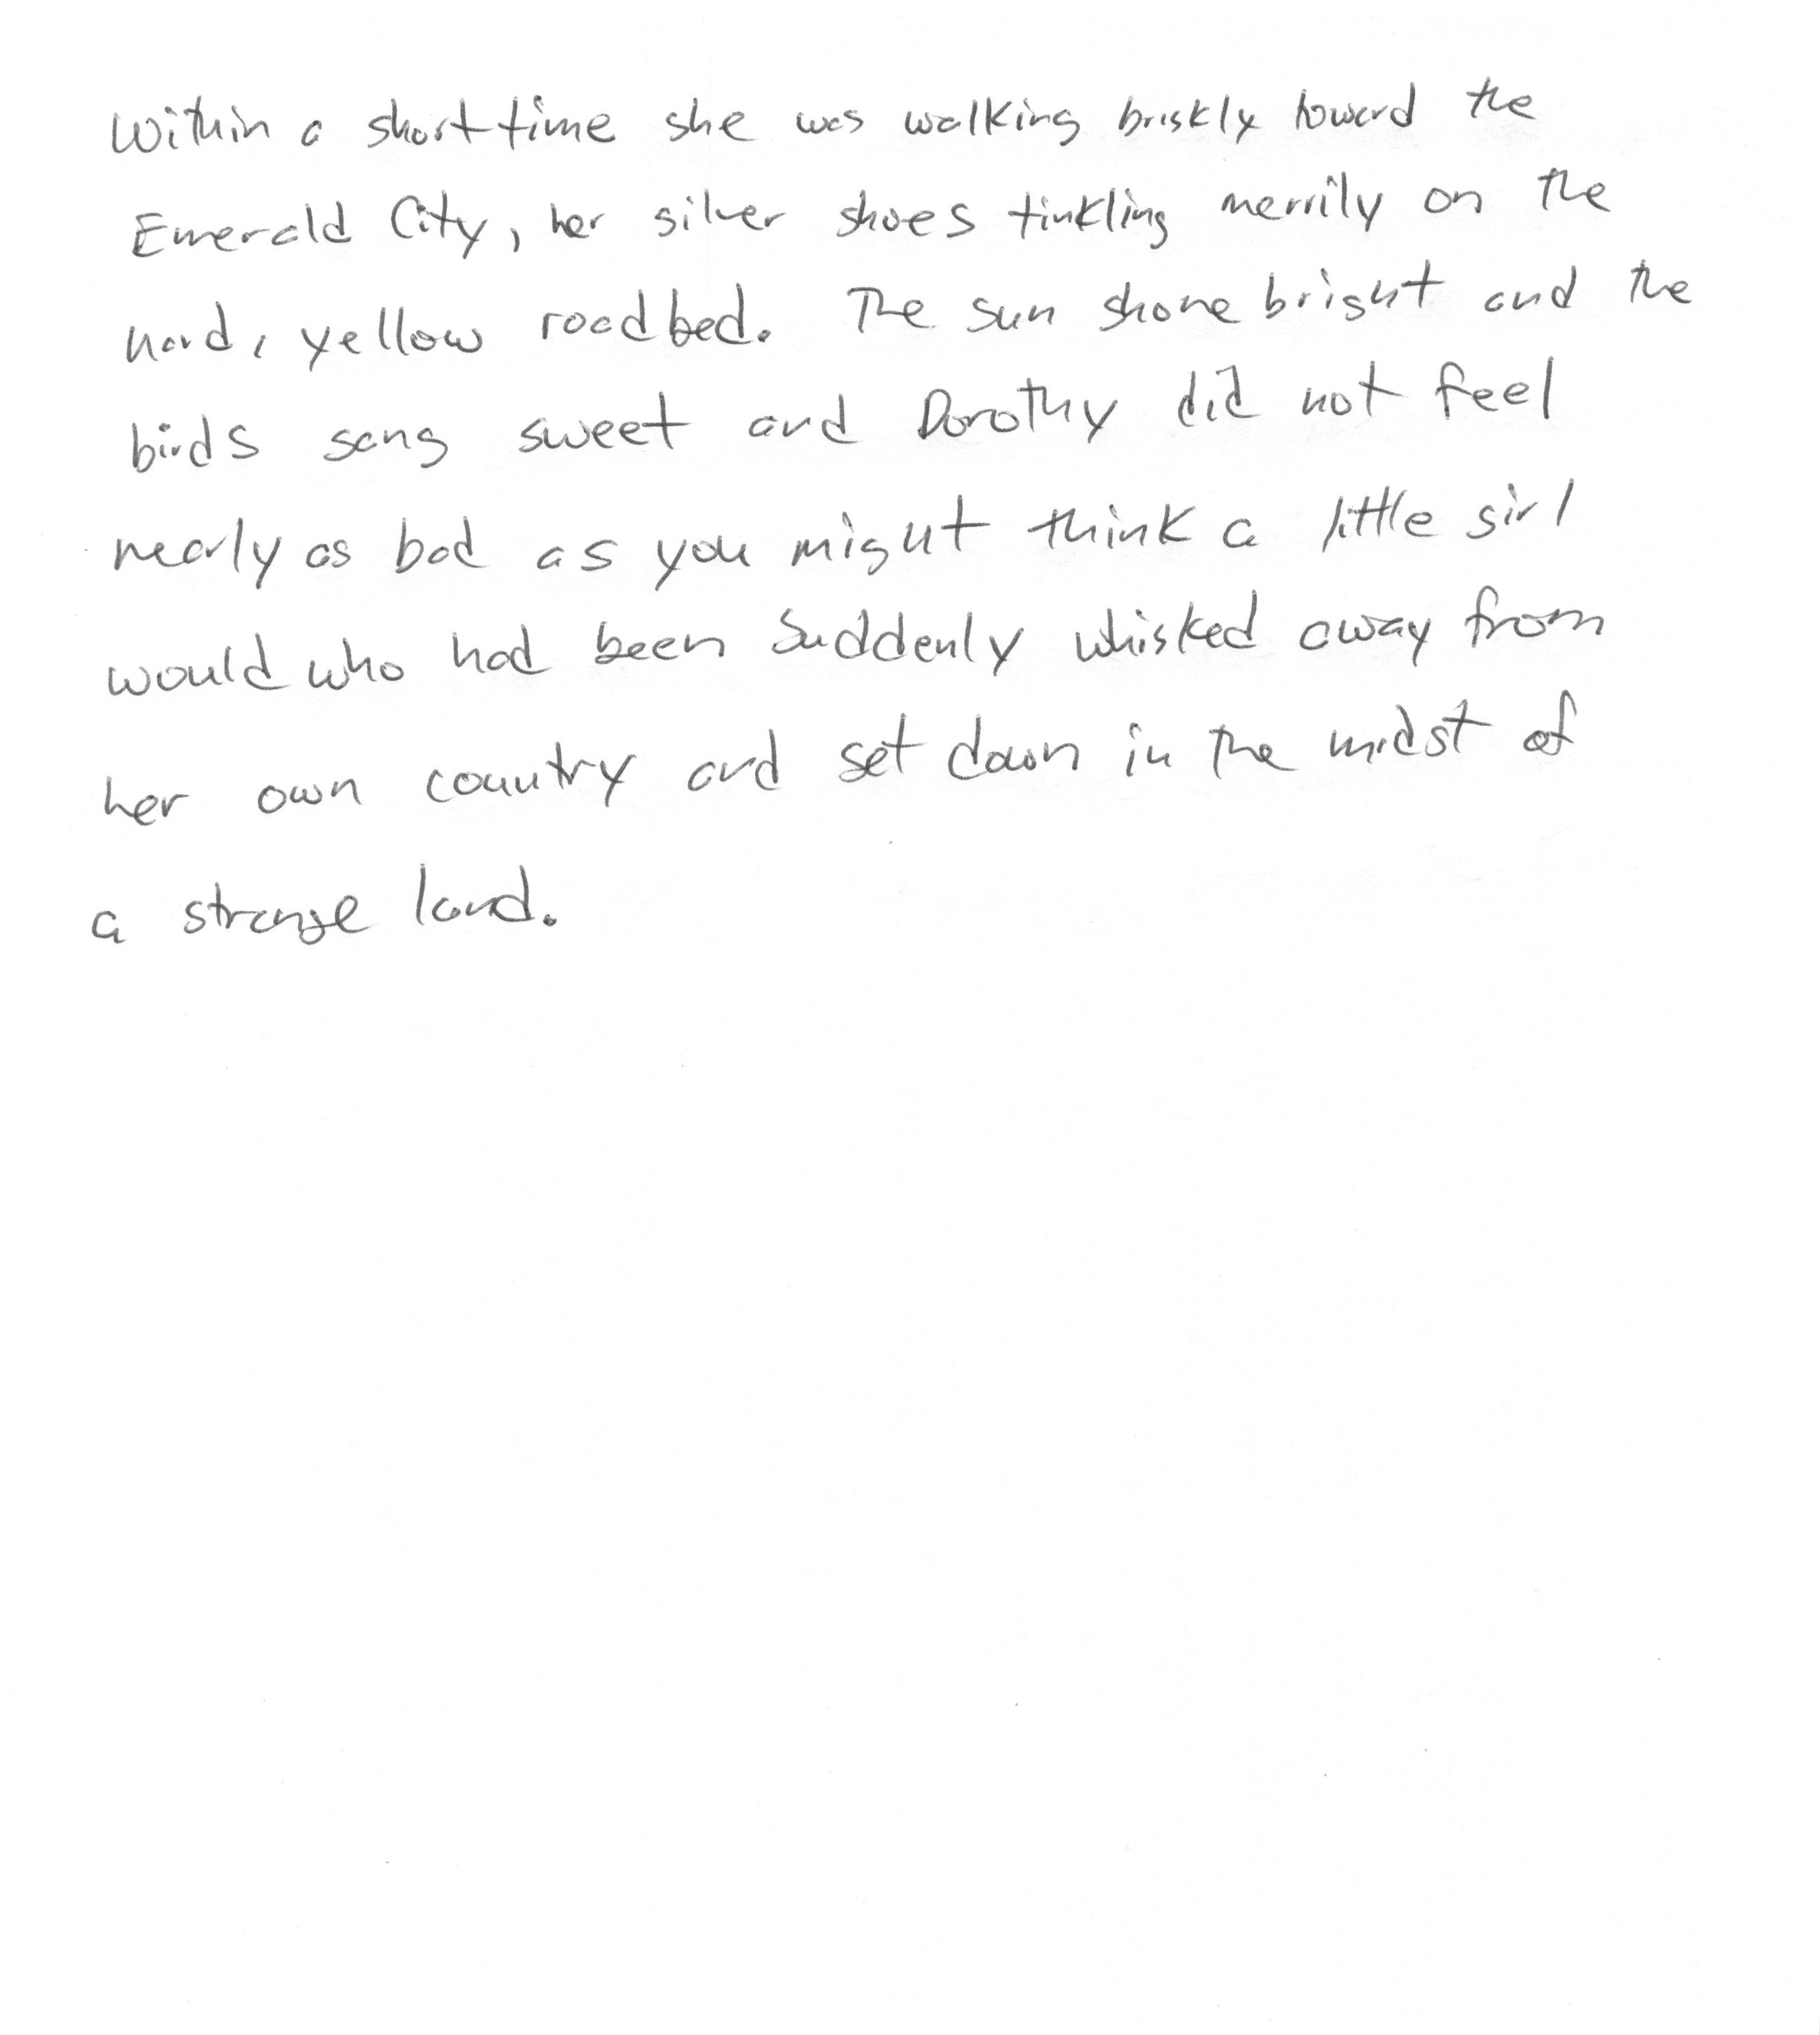 Within a short time she was walking briskly toward the
Emerald City, her silver shoes tinkling merrily on the
hard, yellow roadbed. The sun shone bright and the
birds sang sweet and Dorothy did not feel
nearly as bad as you might think a little girl
would who had been suddenly whisked away from
her own country and set down in the midst of
a strange land.